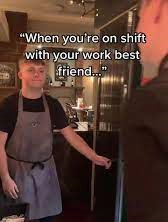 “When you're on shift
with your work best
friend...”